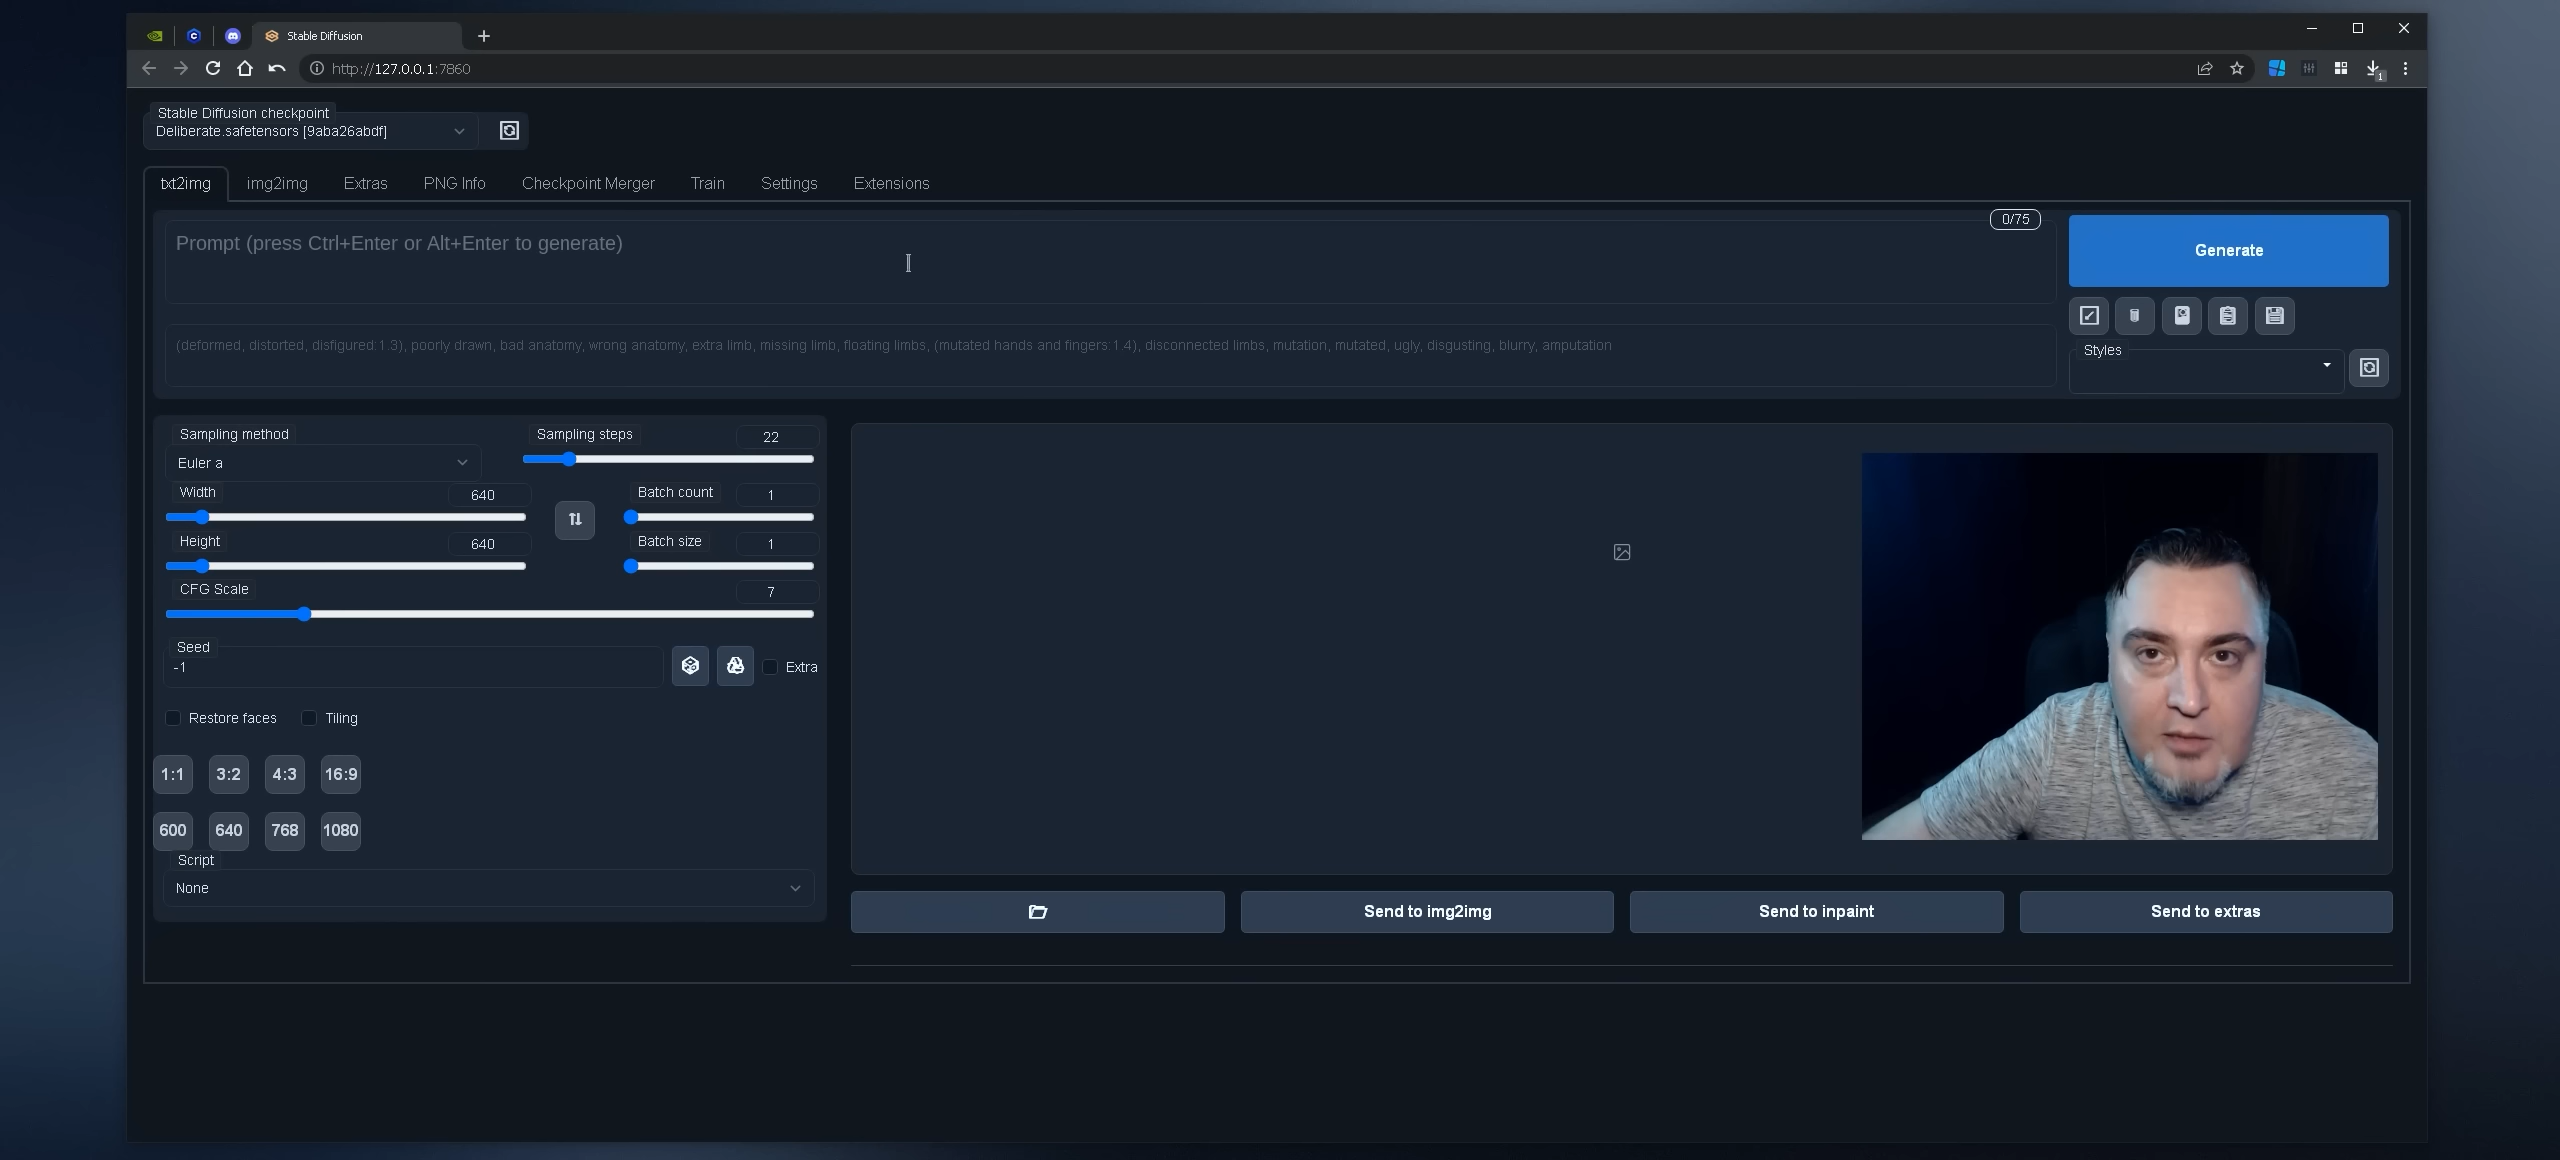 Stable Diffusion
http://127.0.0.1:7860
1
Stable Diffusion checkpoint
Deliberate.safetensors [9aba26abdf]
txt2img img2img Extras PNG Info Checkpoint Merger Train Settings Extensions
0/75
Prompt (press Ctrl+Enter or Alt+Enter to generate)
Generate
(deformed, distorted, disfigured:1.3), poorly drawn, bad anatomy, wrong anatomy, extra limb, missing limb, floating limbs, (mutated hands and fingers:1.4), disconnected limbs, mutation, mutated, ugly, disgusting, blurry, amputation
Styles
Sampling method
Euler a
Sampling steps 22
Width 640
Batch count 1
Height 640
Batch size 1
CFG Scale 7
Seed
-1
Extra
Restore faces Tiling
1:1 3:2 4:3 16:9
600 640 768 1080
Script
None
Send to img2img Send to inpaint Send to extras